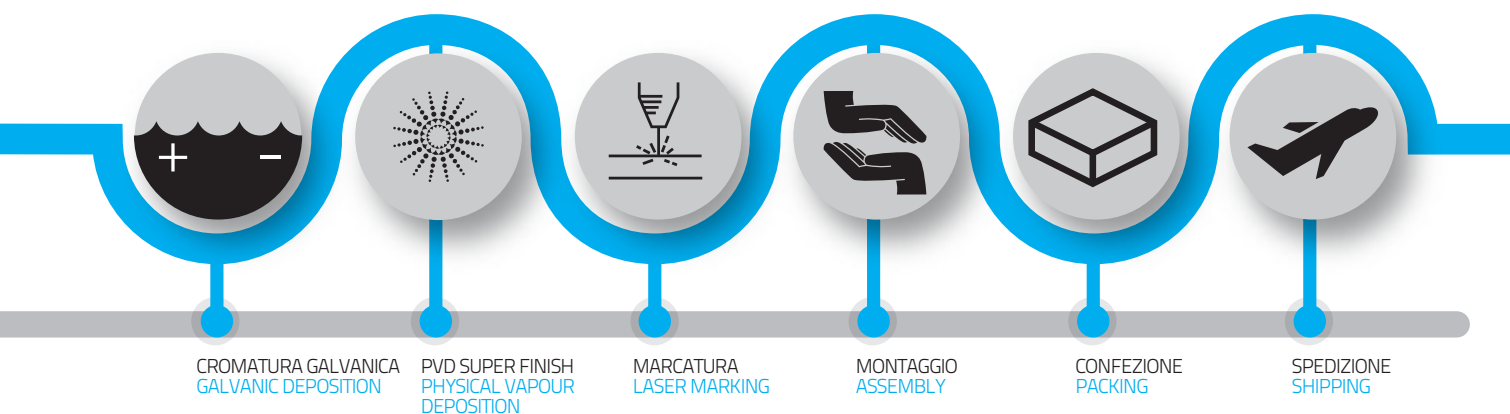 CROMATURA GALVANICA
GALVANIC DEPOSITION
PVD SUPER FINISH
PHYSICAL VAPOUR
DEPOSITION
MARCATURA
LASER MARKING
MONTAGGIO
ASSEMBLY
CONFEZIONE
PACKING
SPEDIZIONE
SHIPPING